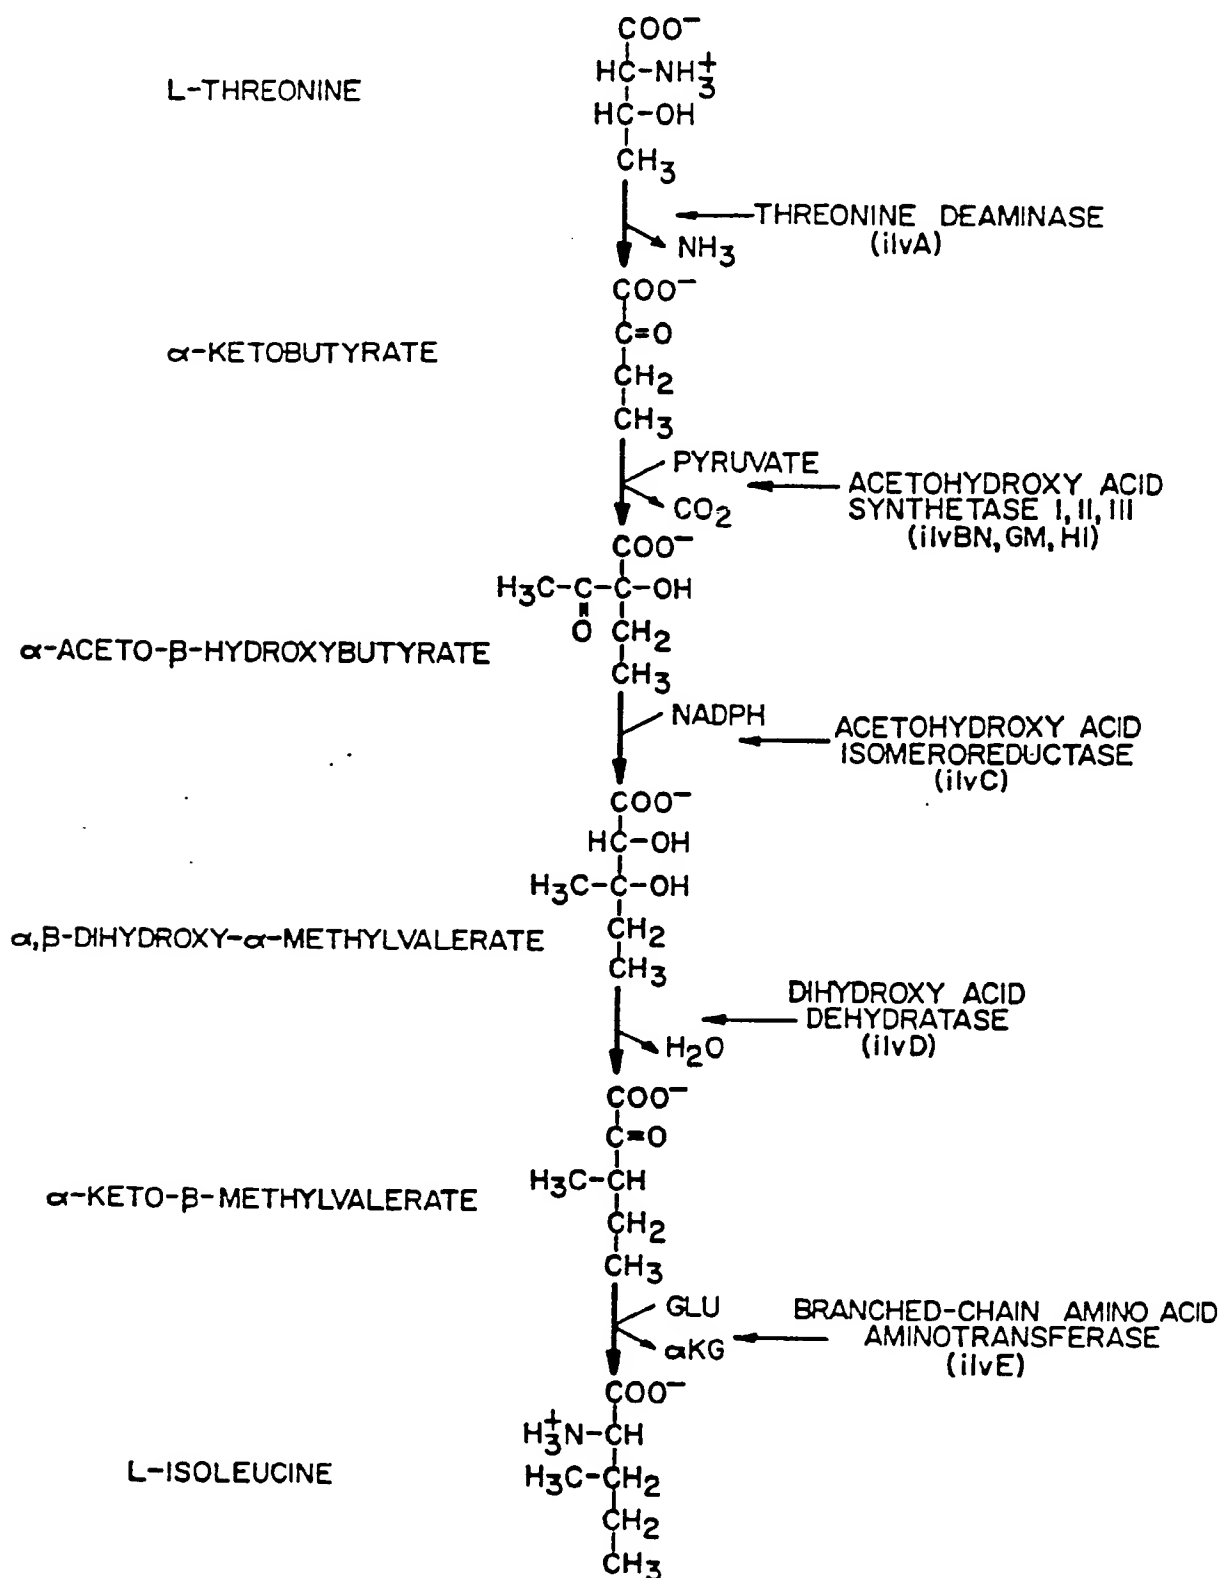 COO⁻
HC-NH₃⁺
L-THREONINE
HC-OH
CH₃
THREONINE DEAMINASE
(ilvA)
NH₃
COO⁻
C=O
α-KETOBUTYRATE
CH₂
CH₃
PYRUVATE
CO₂
ACETOHYDROXY ACID
SYNTHETASE I, II, III
(ilvBN, GM, HI)
COO⁻
H₃C-C-C-OH
O CH₂
α-ACETO-β-HYDROXYBUTYRATE
CH₃
NADPH
ACETOHYDROXY ACID
ISOMEROREDUCTASE
(ilvC)
COO⁻
HC-OH
H₃C-C-OH
CH₂
α,β-DIHYDROXY-α-METHYLVALERATE
CH₃
DIHYDROXY ACID
DEHYDRATASE
(ilvD)
H₂O
COO⁻
C=O
H₃C-CH
α-KETO-β-METHYLVALERATE
CH₂
CH₃
GLU
αKG
BRANCHED-CHAIN AMINO ACID
AMINOTRANSFERASE
(ilvE)
COO⁻
H₃⁺N-CH
L-ISOLEUCINE
H₃C-CH₂
CH₂
CH₃